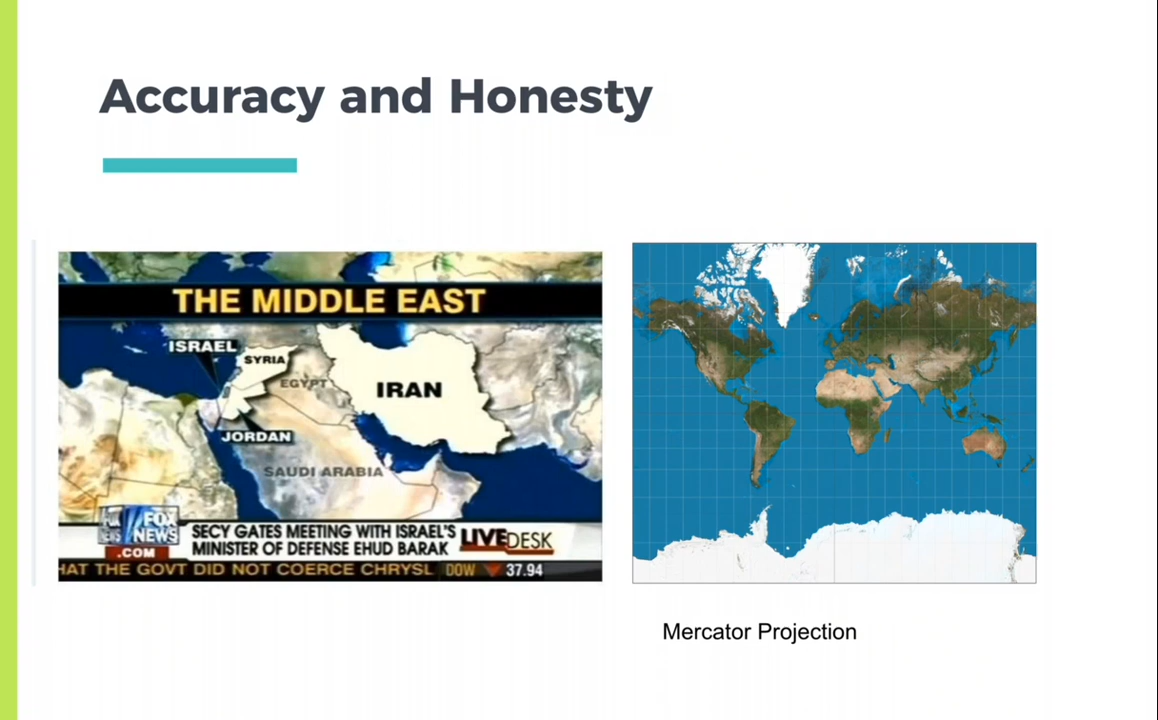 Accuracy and Honesty
THE MIDDLE EAST
ISRAEL
SYRIA
EGYPT
IRAN
JORDAN
SAUDI ARABIA
FOX
NEWS
.COM
SECY GATES MEETING WITH ISRAEL'S
MINISTER OF DEFENSE EHUD BARAK
LIVEDESK
HAT THE GOVT DID NOT COERCE CHRYSL DOW 37.94
Mercator Projection